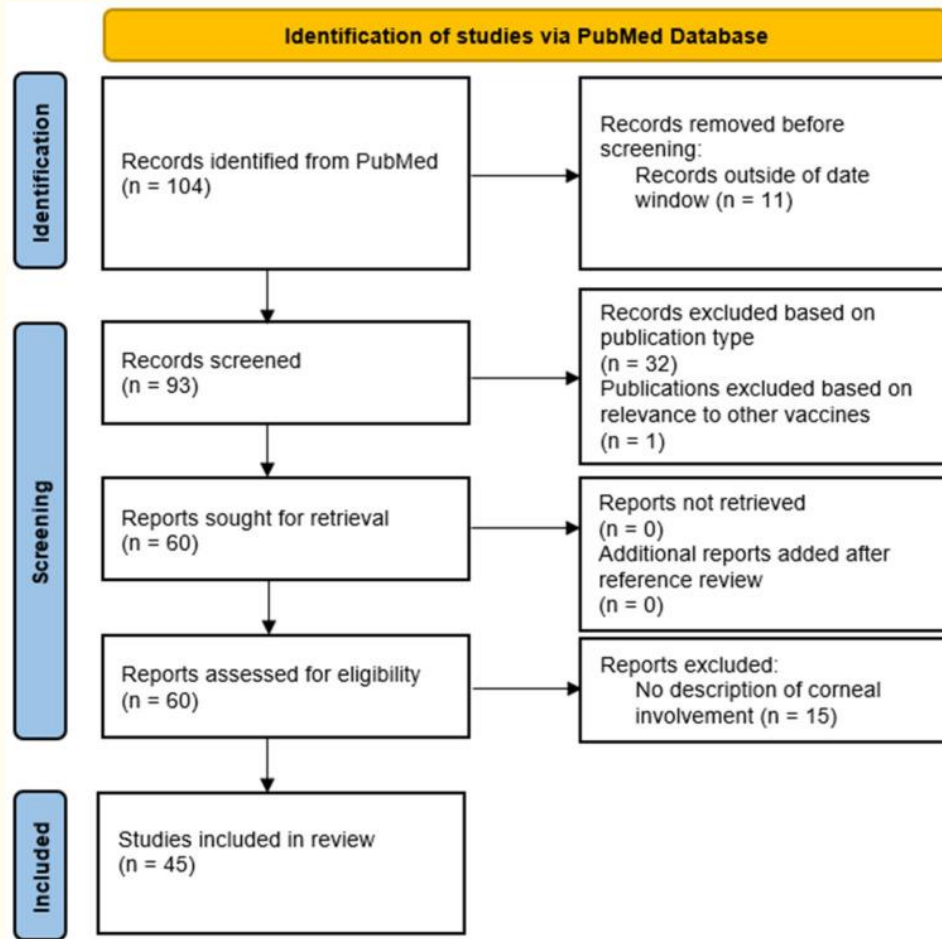 Identification of studies via PubMed Database
Identification
Records identified from PubMed
(n = 104)
Records removed before
screening:
Records outside of date
window (n = 11)
Screening
Records screened
(n = 93)
Records excluded based on
publication type
(n = 32)
Publications excluded based on
relevance to other vaccines
(n = 1)
Reports sought for retrieval
(n = 60)
Reports not retrieved
(n = 0)
Additional reports added after
reference review
(n = 0)
Reports assessed for eligibility
(n = 60)
Reports excluded:
No description of corneal
involvement (n = 15)
Included
Studies included in review
(n = 45)